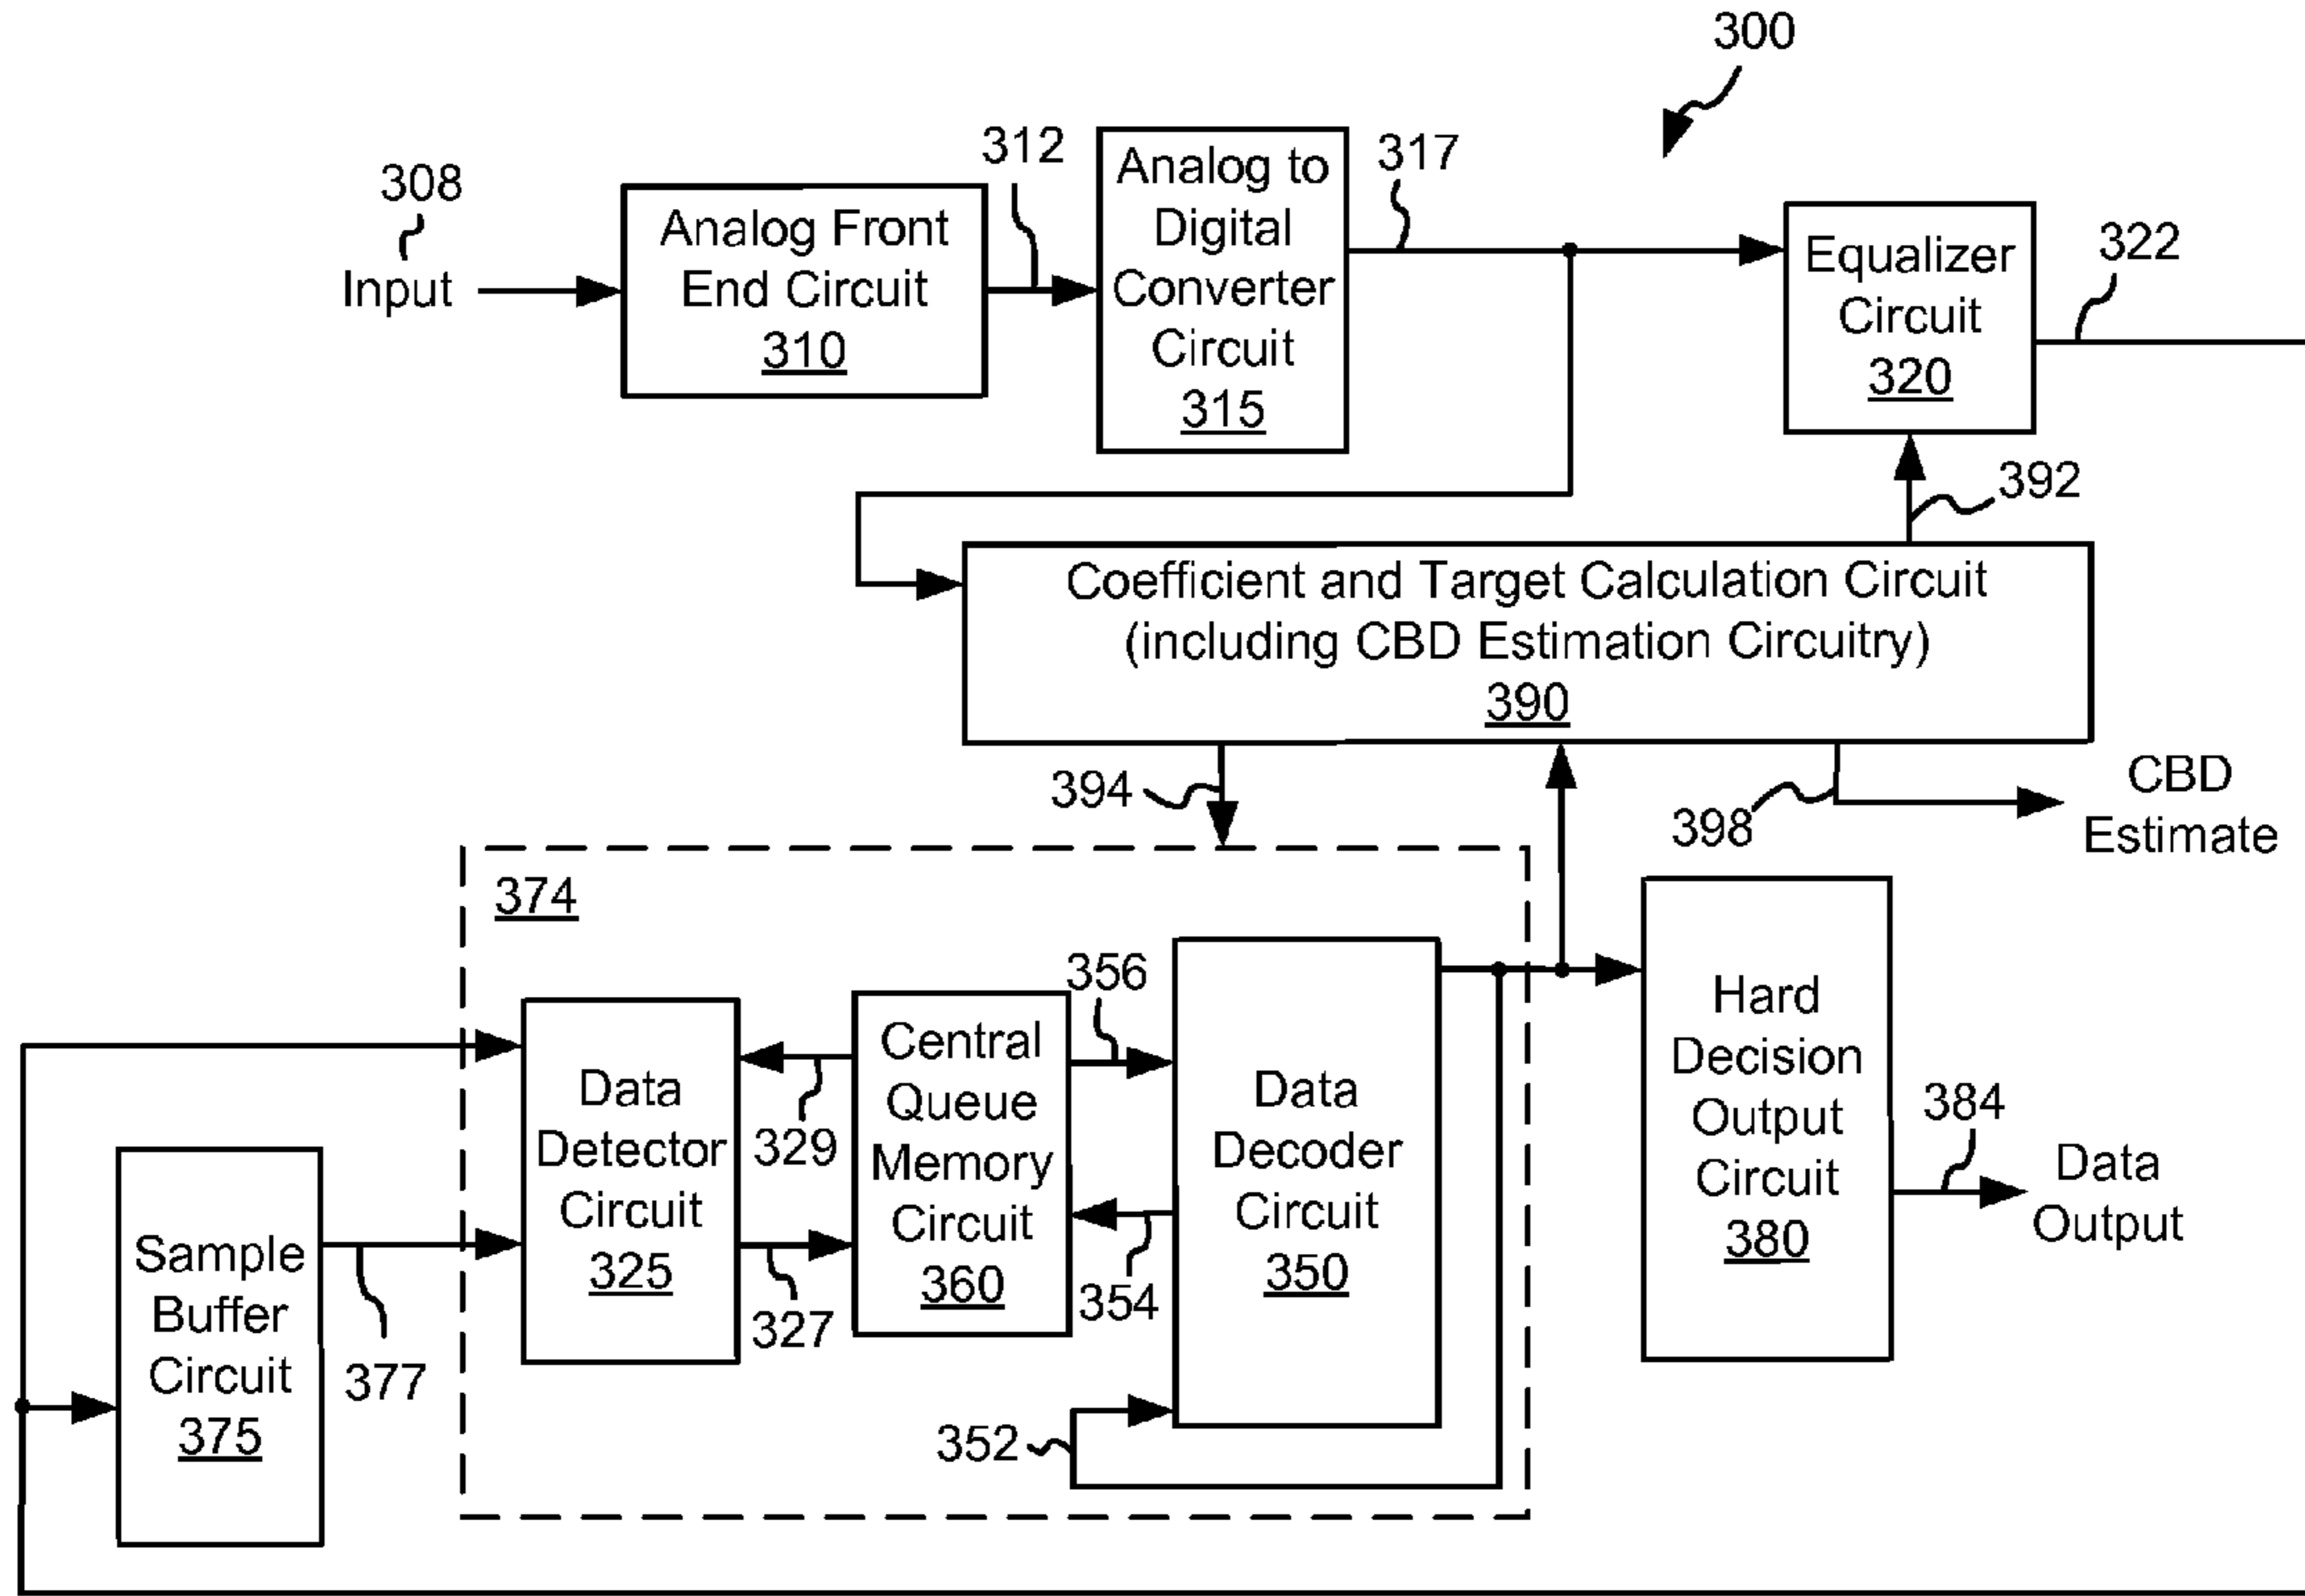 300
308
Input
Analog Front
End Circuit
310
312
Analog to
Digital
Converter
Circuit
315
317
Equalizer
Circuit
320
322
392
Coefficient and Target Calculation Circuit
(including CBD Estimation Circuitry)
390
394
398
CBD
Estimate
374
Sample
Buffer
Circuit
375
377
Data
Detector
Circuit
325
329
327
Central
Queue
Memory
Circuit
360
356
354
352
Data
Decoder
Circuit
350
Hard
Decision
Output
Circuit
380
384
Data
Output